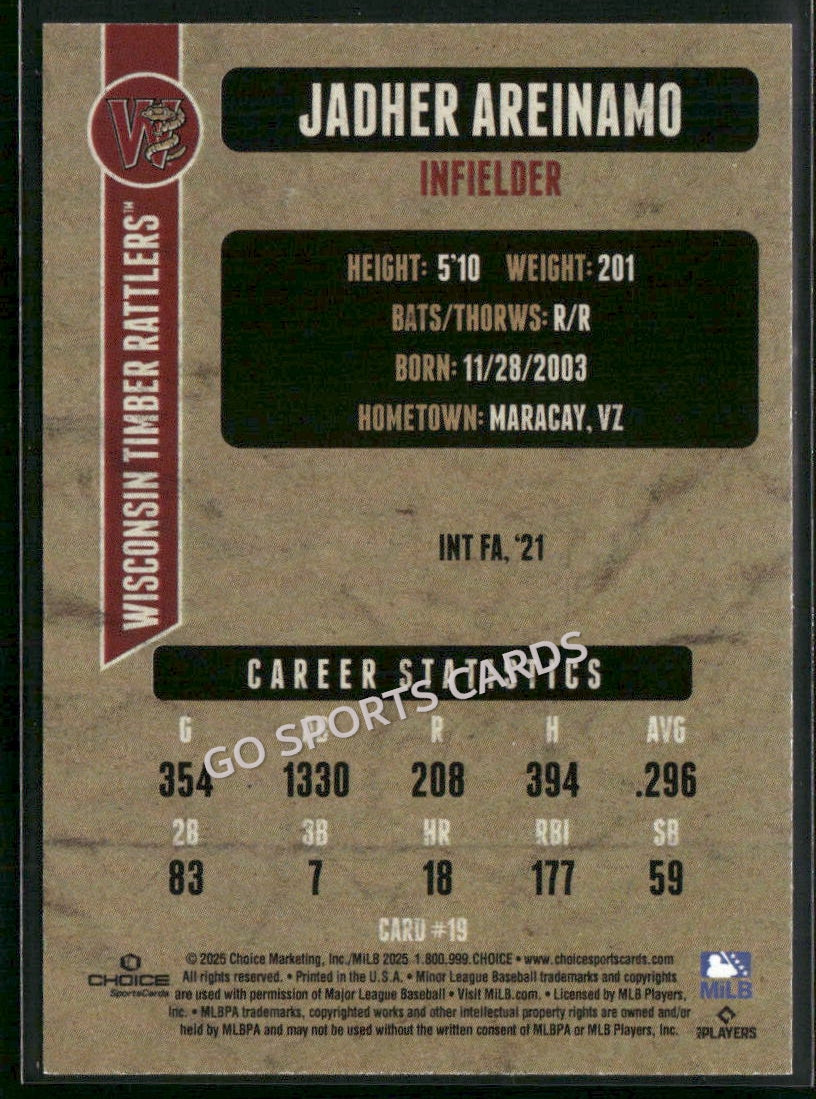 JADHER AREINAMO
INFIELDER
WISCONSIN TIMBER RATTLERS™
HEIGHT: 5'10 WEIGHT: 201
BATS/THORWS: R/R
BORN: 11/28/2003
HOMETOWN: MARACAY, VZ
INT FA, '21
CAREER STATISTICS
GO SPORTS CARDS
G AB R H AVG
354 1330 208 394 .296
2B 3B HR RBI SB
83 7 18 177 59
CARD #19
© 2025 Choice Marketing, Inc./MiLB 2025 1.800.999.CHOICE • www.choicesportscards.com
All rights reserved. • Printed in the U.S.A. • Minor League Baseball trademarks and copyrights
are used with permission of Major League Baseball • Visit MiLB.com. • Licensed by MLB Players,
Inc. • MLBPA trademarks, copyrighted works and other intellectual property rights are owned and/or
held by MLBPA and may not be used without the written consent of MLBPA or MLB Players, Inc.
CHOICE
SportsCards
MiLB
PLAYERS